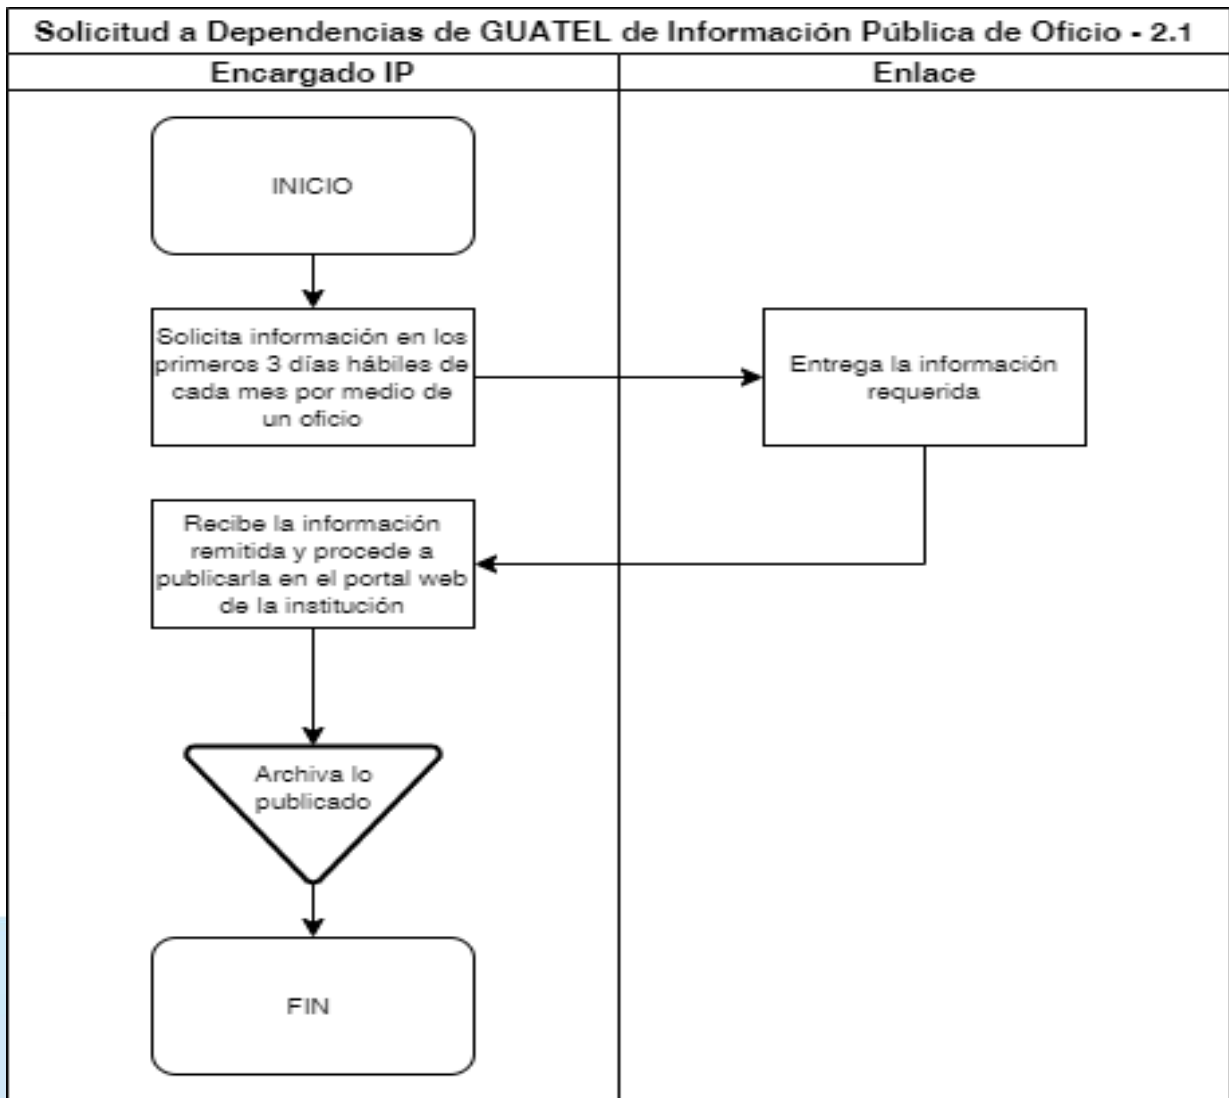 Solicitud a Dependencias de GUATEL de Información Pública de Oficio - 2.1
Encargado IP
Enlace
INICIO
Solicita información en los
primeros 3 días hábiles de
cada mes por medio de
un oficio
Entrega la información
requerida
Recibe la información
remitida y procede a
publicarla en el portal web
de la institución
Archiva lo
publicado
FIN